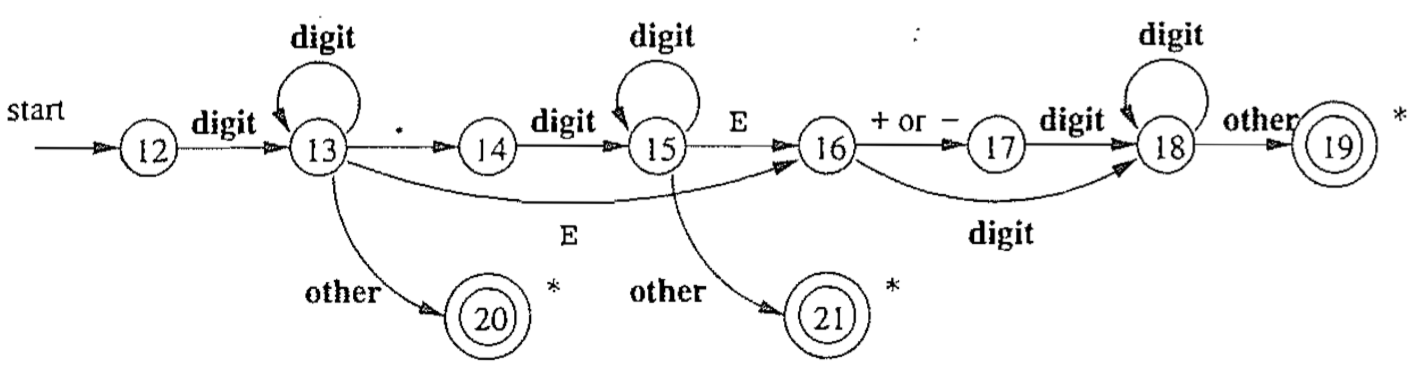 digit digit digit
start digit . digit E + or − digit other *
12 13 14 15 16 17 18 19
E digit
other * other *
20 21